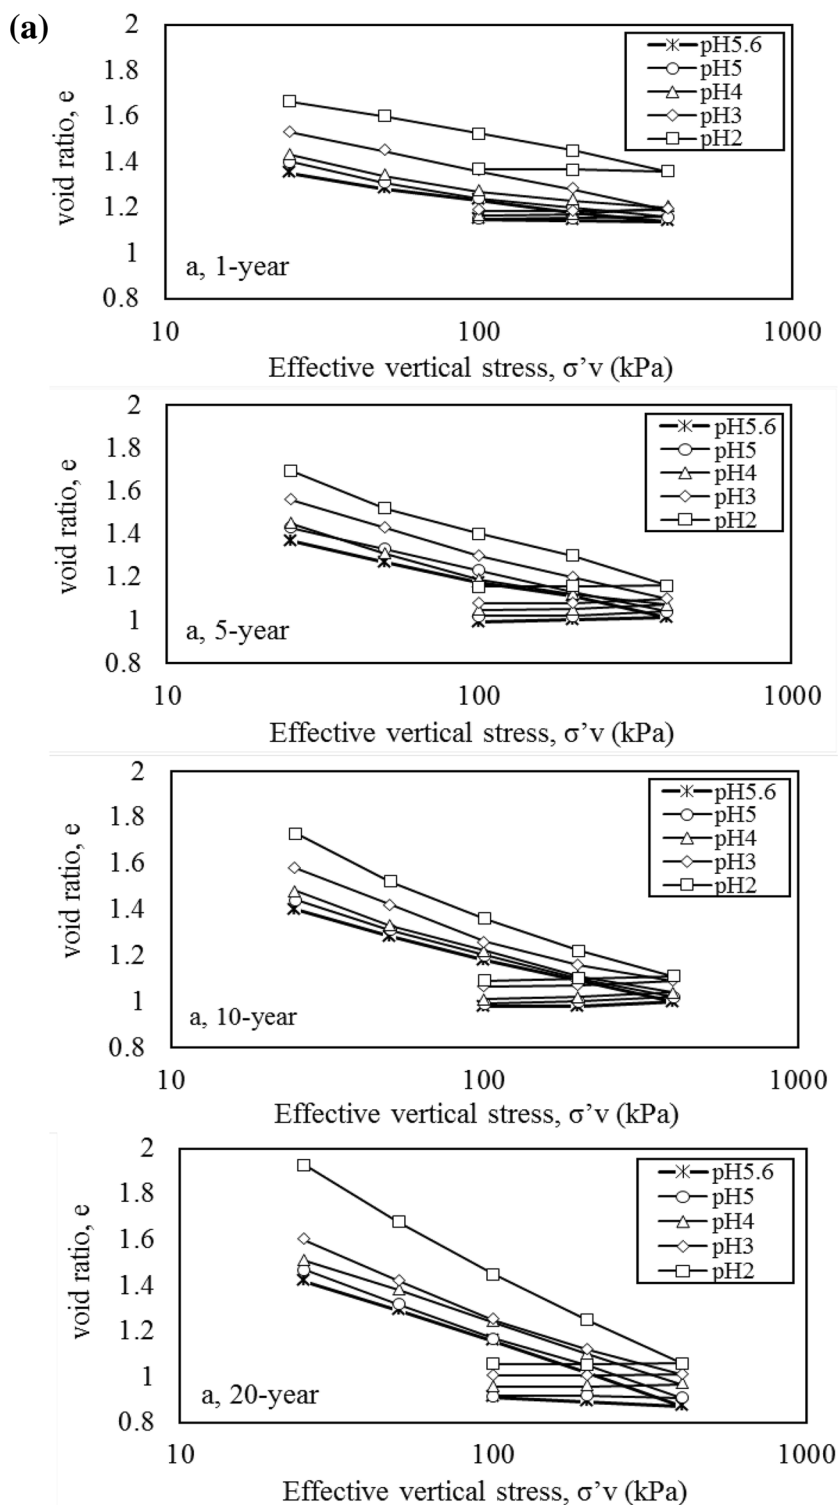 (a)
2
1.8
1.6
1.4
1.2
1
0.8
void ratio, e
pH5.6
pH5
pH4
pH3
pH2
a, 1-year
10 100 1000
Effective vertical stress, σ’v (kPa)
2
1.8
1.6
1.4
1.2
1
0.8
void ratio, e
pH5.6
pH5
pH4
pH3
pH2
a, 5-year
10 100 1000
Effective vertical stress, σ’v (kPa)
2
1.8
1.6
1.4
1.2
1
0.8
void ratio, e
pH5.6
pH5
pH4
pH3
pH2
a, 10-year
10 100 1000
Effective vertical stress, σ’v (kPa)
2
1.8
1.6
1.4
1.2
1
0.8
void ratio, e
pH5.6
pH5
pH4
pH3
pH2
a, 20-year
10 100 1000
Effective vertical stress, σ’v (kPa)